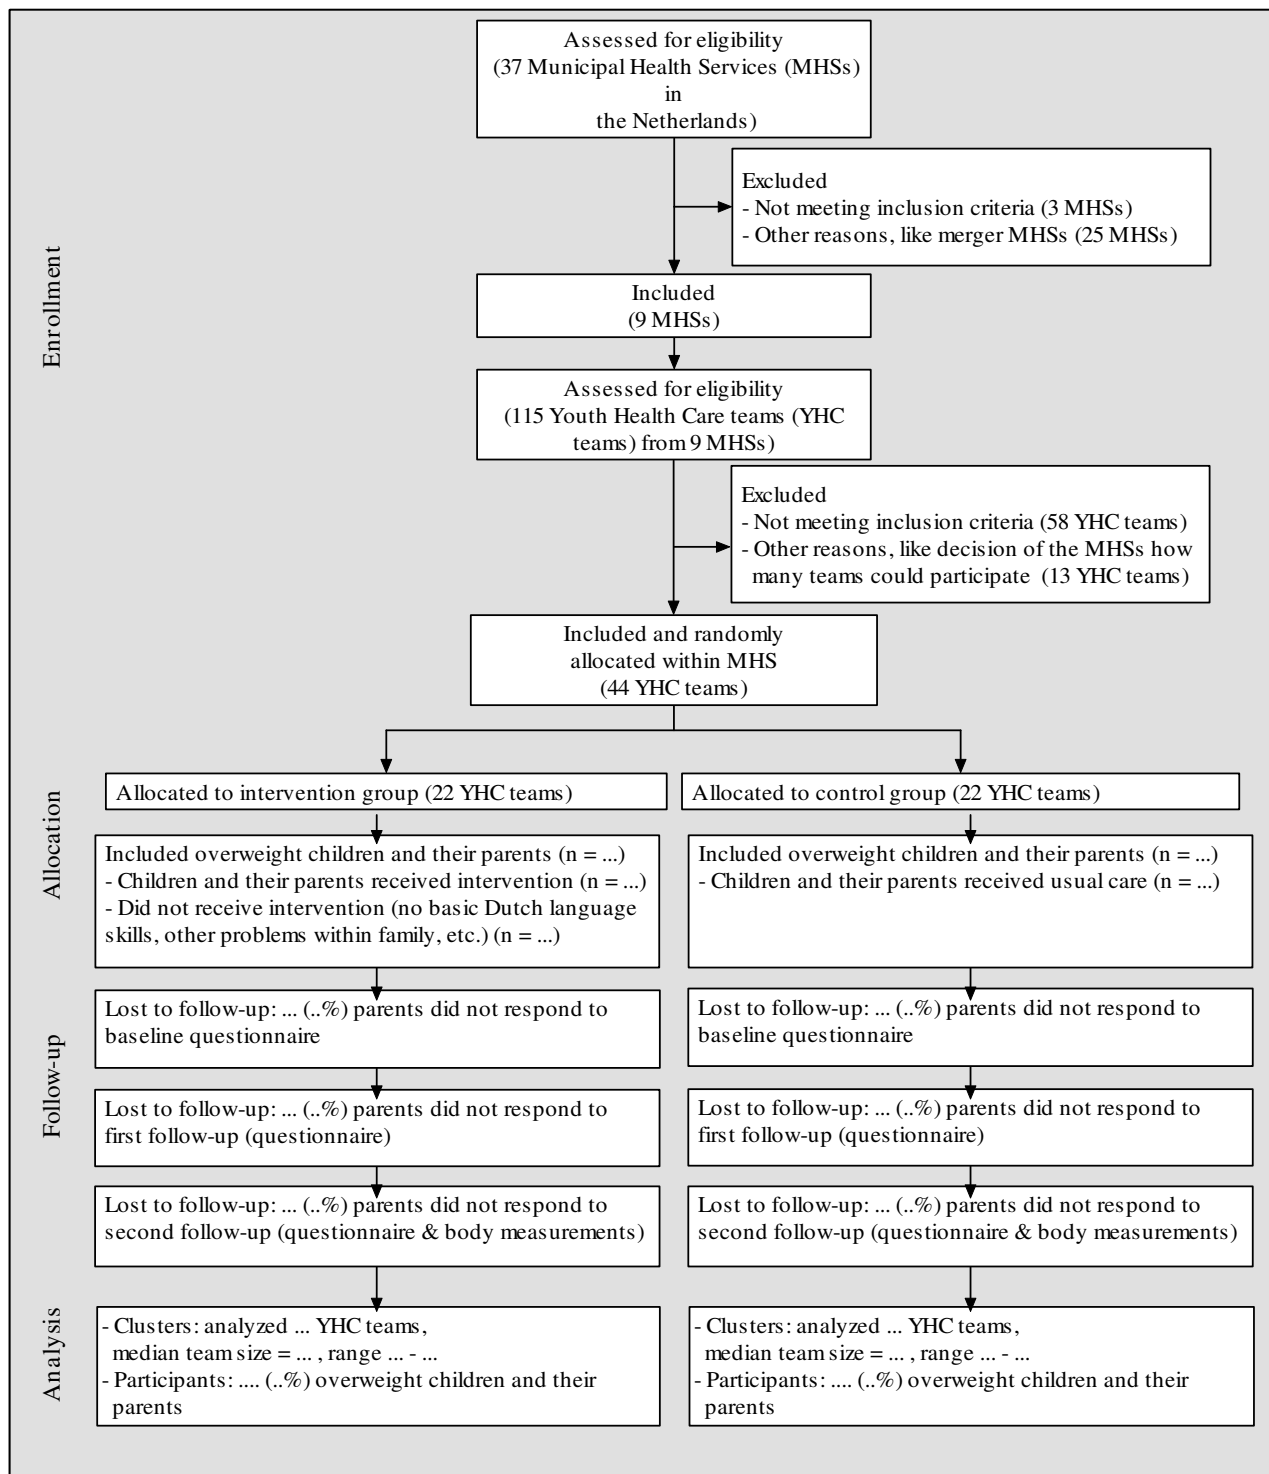 Assessed for eligibility
(37 Municipal Health Services (MHSs)
in
the Netherlands)
Excluded
- Not meeting inclusion criteria (3 MHSs)
- Other reasons, like merger MHSs (25 MHSs)
Enrollment
Included
(9 MHSs)
Assessed for eligibility
(115 Youth Health Care teams (YHC
teams) from 9 MHSs)
Excluded
- Not meeting inclusion criteria (58 YHC teams)
- Other reasons, like decision of the MHSs how
many teams could participate (13 YHC teams)
Included and randomly
allocated within MHS
(44 YHC teams)
Allocation
Allocated to intervention group (22 YHC teams)
Allocated to control group (22 YHC teams)
Included overweight children and their parents (n = ...)
- Children and their parents received intervention (n = ...)
- Did not receive intervention (no basic Dutch language
skills, other problems within family, etc.) (n = ...)
Included overweight children and their parents (n = ...)
- Children and their parents received usual care (n = ...)
Follow-up
Lost to follow-up: ... (..%) parents did not respond to
baseline questionnaire
Lost to follow-up: ... (..%) parents did not respond to
baseline questionnaire
Lost to follow-up: ... (..%) parents did not respond to
first follow-up (questionnaire)
Lost to follow-up: ... (..%) parents did not respond to
first follow-up (questionnaire)
Lost to follow-up: ... (..%) parents did not respond to
second follow-up (questionnaire & body measurements)
Lost to follow-up: ... (..%) parents did not respond to
second follow-up (questionnaire & body measurements)
Analysis
- Clusters: analyzed ... YHC teams,
median team size = ... , range ... - ...
- Participants: .... (..%) overweight children and their
parents
- Clusters: analyzed ... YHC teams,
median team size = ... , range ... - ...
- Participants: .... (..%) overweight children and their
parents